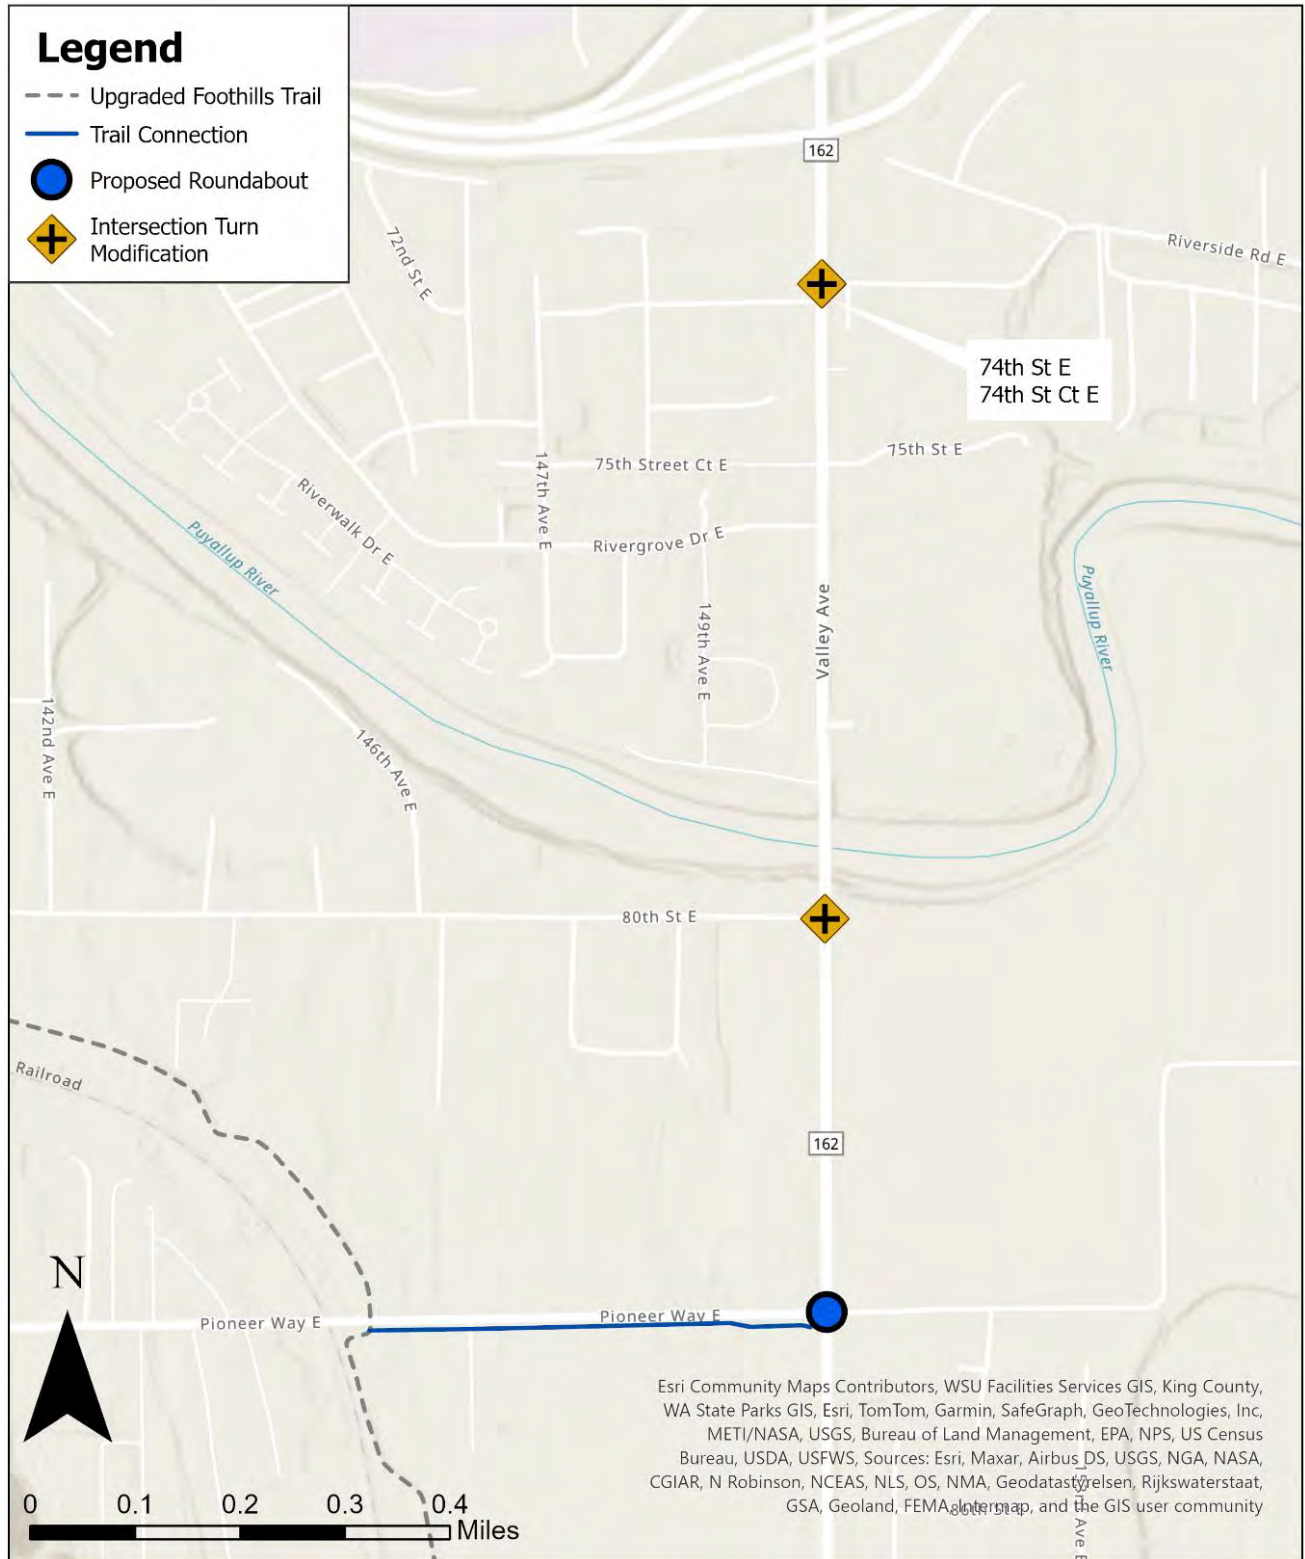 Legend
Upgraded Foothills Trail
Trail Connection
Proposed Roundabout
Intersection Turn
Modification
162
72nd St E
Riverside Rd E
74th St E
74th St Ct E
75th St E
75th Street Ct E
147th Ave E
Riverwalk Dr E
Rivergrove Dr E
Puyallup River
Puyallup River
Valley Ave
149th Ave E
142nd Ave E
146th Ave E
80th St E
Railroad
162
N
Pioneer Way E
Pioneer Way E
Esri Community Maps Contributors, WSU Facilities Services GIS, King County,
WA State Parks GIS, Esri, TomTom, Garmin, SafeGraph, GeoTechnologies, Inc,
METI/NASA, USGS, Bureau of Land Management, EPA, NPS, US Census
Bureau, USDA, USFWS, Sources: Esri, Maxar, Airbus DS, USGS, NGA, NASA,
CGIAR, N Robinson, NCEAS, NLS, OS, NMA, Geodatastyrelsen, Rijkswaterstaat,
GSA, Geoland, FEMA, Intermap, and the GIS user community
86th St E
153rd Ave E
0 0.1 0.2 0.3 0.4
Miles